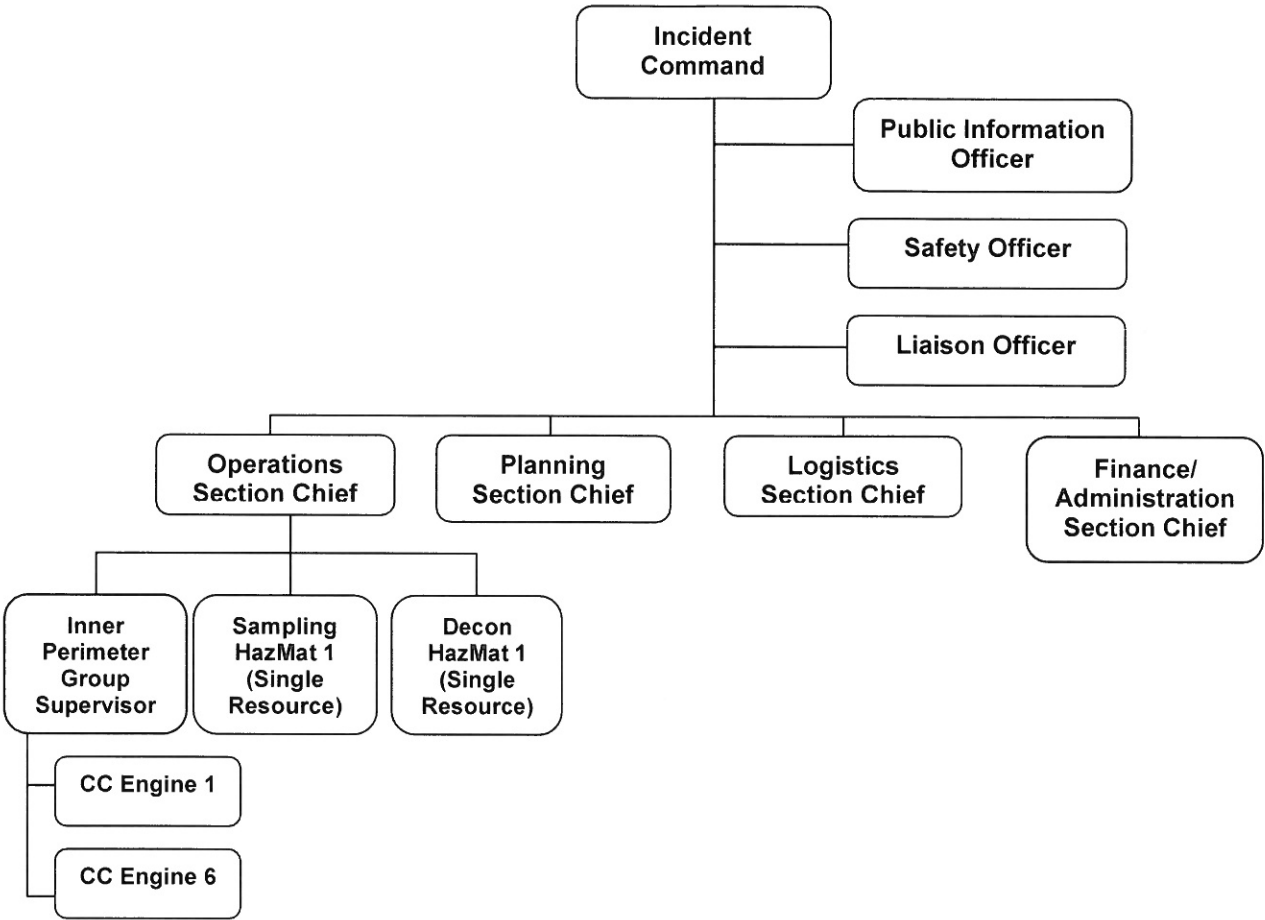 Incident
Command
Public Information
Officer
Safety Officer
Liaison Officer
Operations
Section Chief
Planning
Section Chief
Logistics
Section Chief
Finance/
Administration
Section Chief
Inner
Perimeter
Group
Supervisor
Sampling
HazMat 1
(Single
Resource)
Decon
HazMat 1
(Single
Resource)
CC Engine 1
CC Engine 6